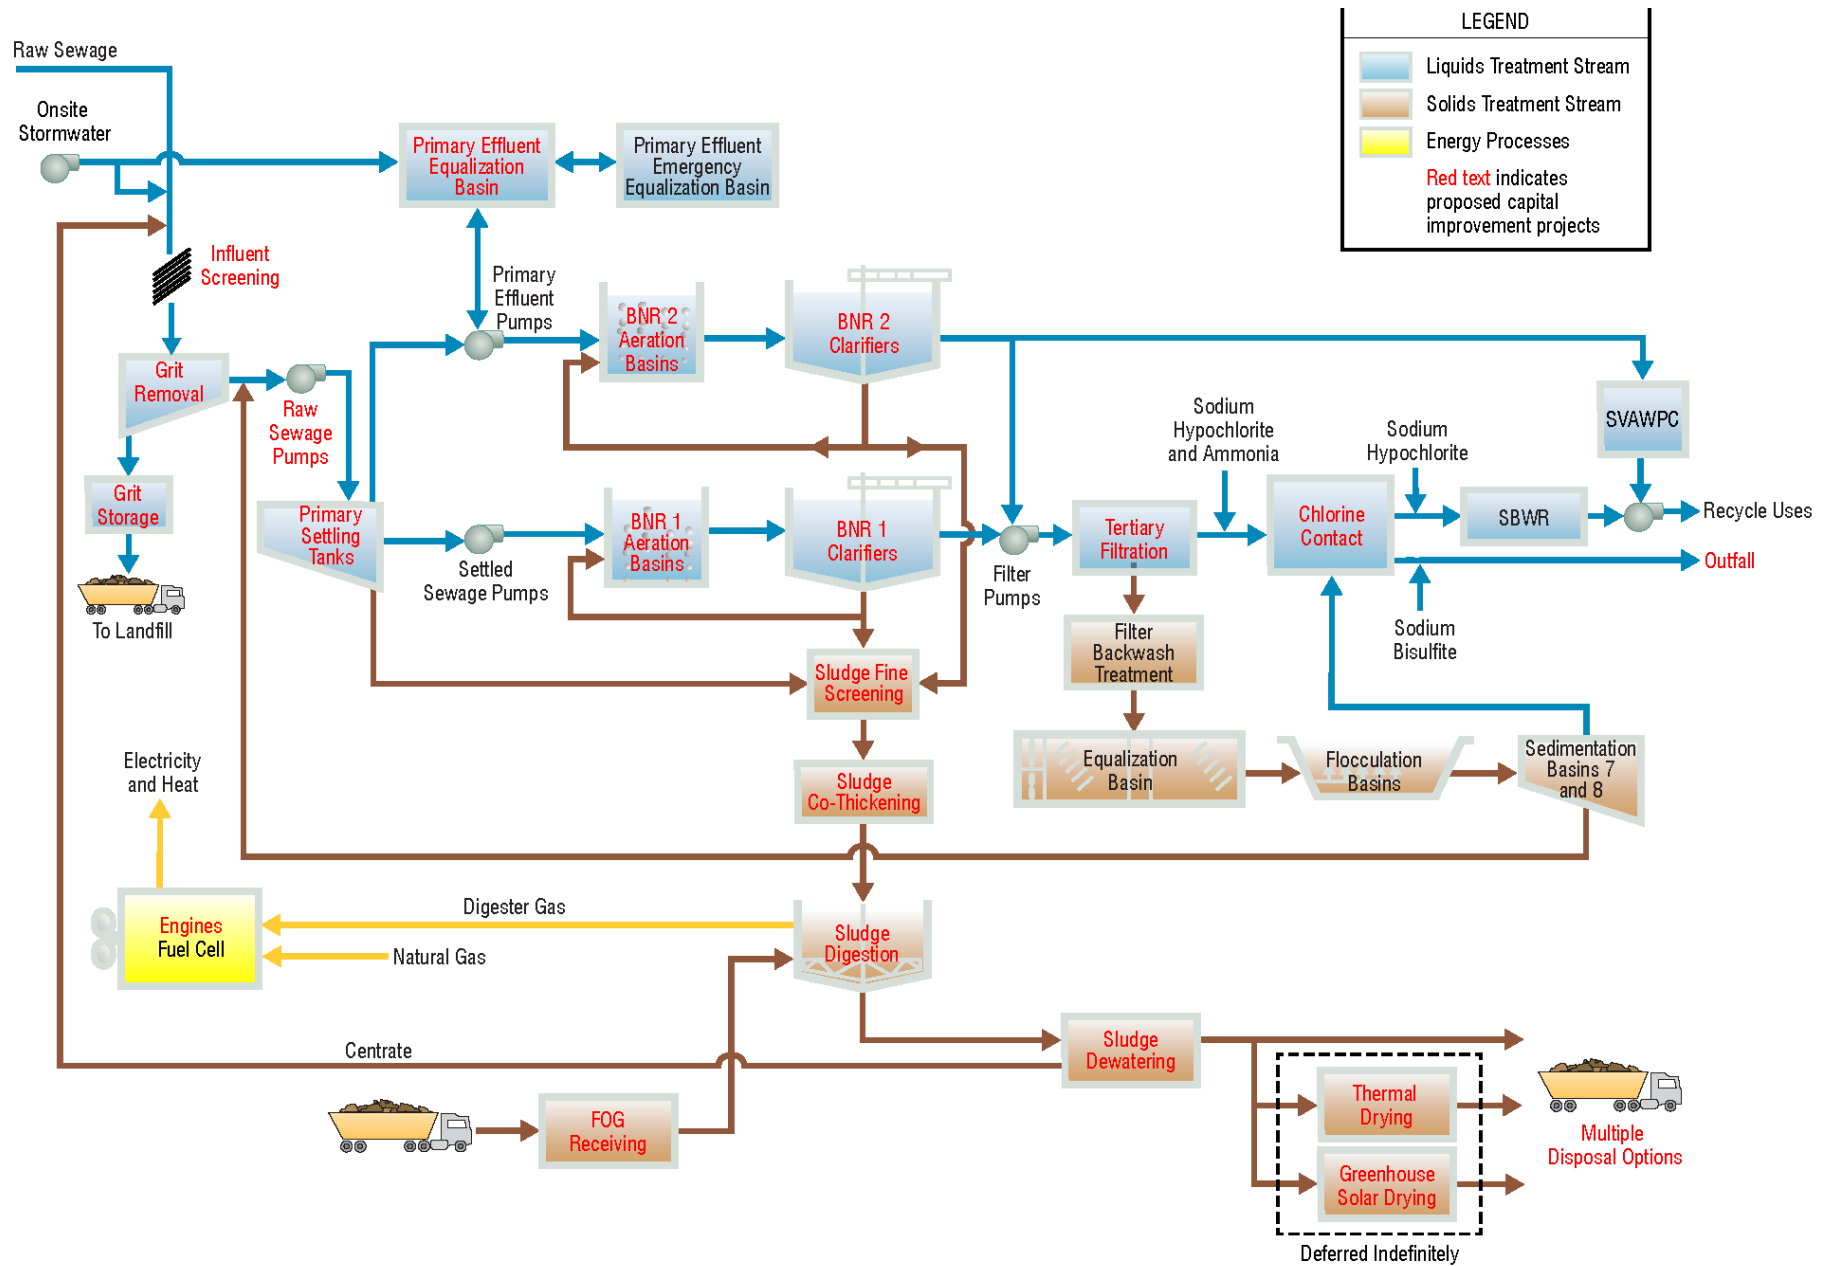 LEGEND
Liquids Treatment Stream
Solids Treatment Stream
Energy Processes
Red text indicates
proposed capital
improvement projects
Raw Sewage
Onsite
Stormwater
Primary Effluent
Equalization
Basin
Primary Effluent
Emergency
Equalization Basin
Influent
Screening
Primary
Effluent
Pumps
BNR 2
Aeration
Basins
BNR 2
Clarifiers
Grit
Removal
Raw
Sewage
Pumps
SVAWPC
Sodium
Hypochlorite
and Ammonia
Sodium
Hypochlorite
Grit
Storage
Primary
Settling
Tanks
Settled
Sewage Pumps
BNR 1
Aeration
Basins
BNR 1
Clarifiers
Filter
Pumps
Tertiary
Filtration
Chlorine
Contact
SBWR
Recycle Uses
Outfall
Sodium
Bisulfite
To Landfill
Filter
Backwash
Treatment
Sludge Fine
Screening
Equalization
Basin
Flocculation
Basins
Sedimentation
Basins 7
and 8
Electricity
and Heat
Sludge
Co-Thickening
Engines
Fuel Cell
Digester Gas
Natural Gas
Sludge
Digestion
Centrate
Sludge
Dewatering
FOG
Receiving
Thermal
Drying
Greenhouse
Solar Drying
Multiple
Disposal Options
Deferred Indefinitely